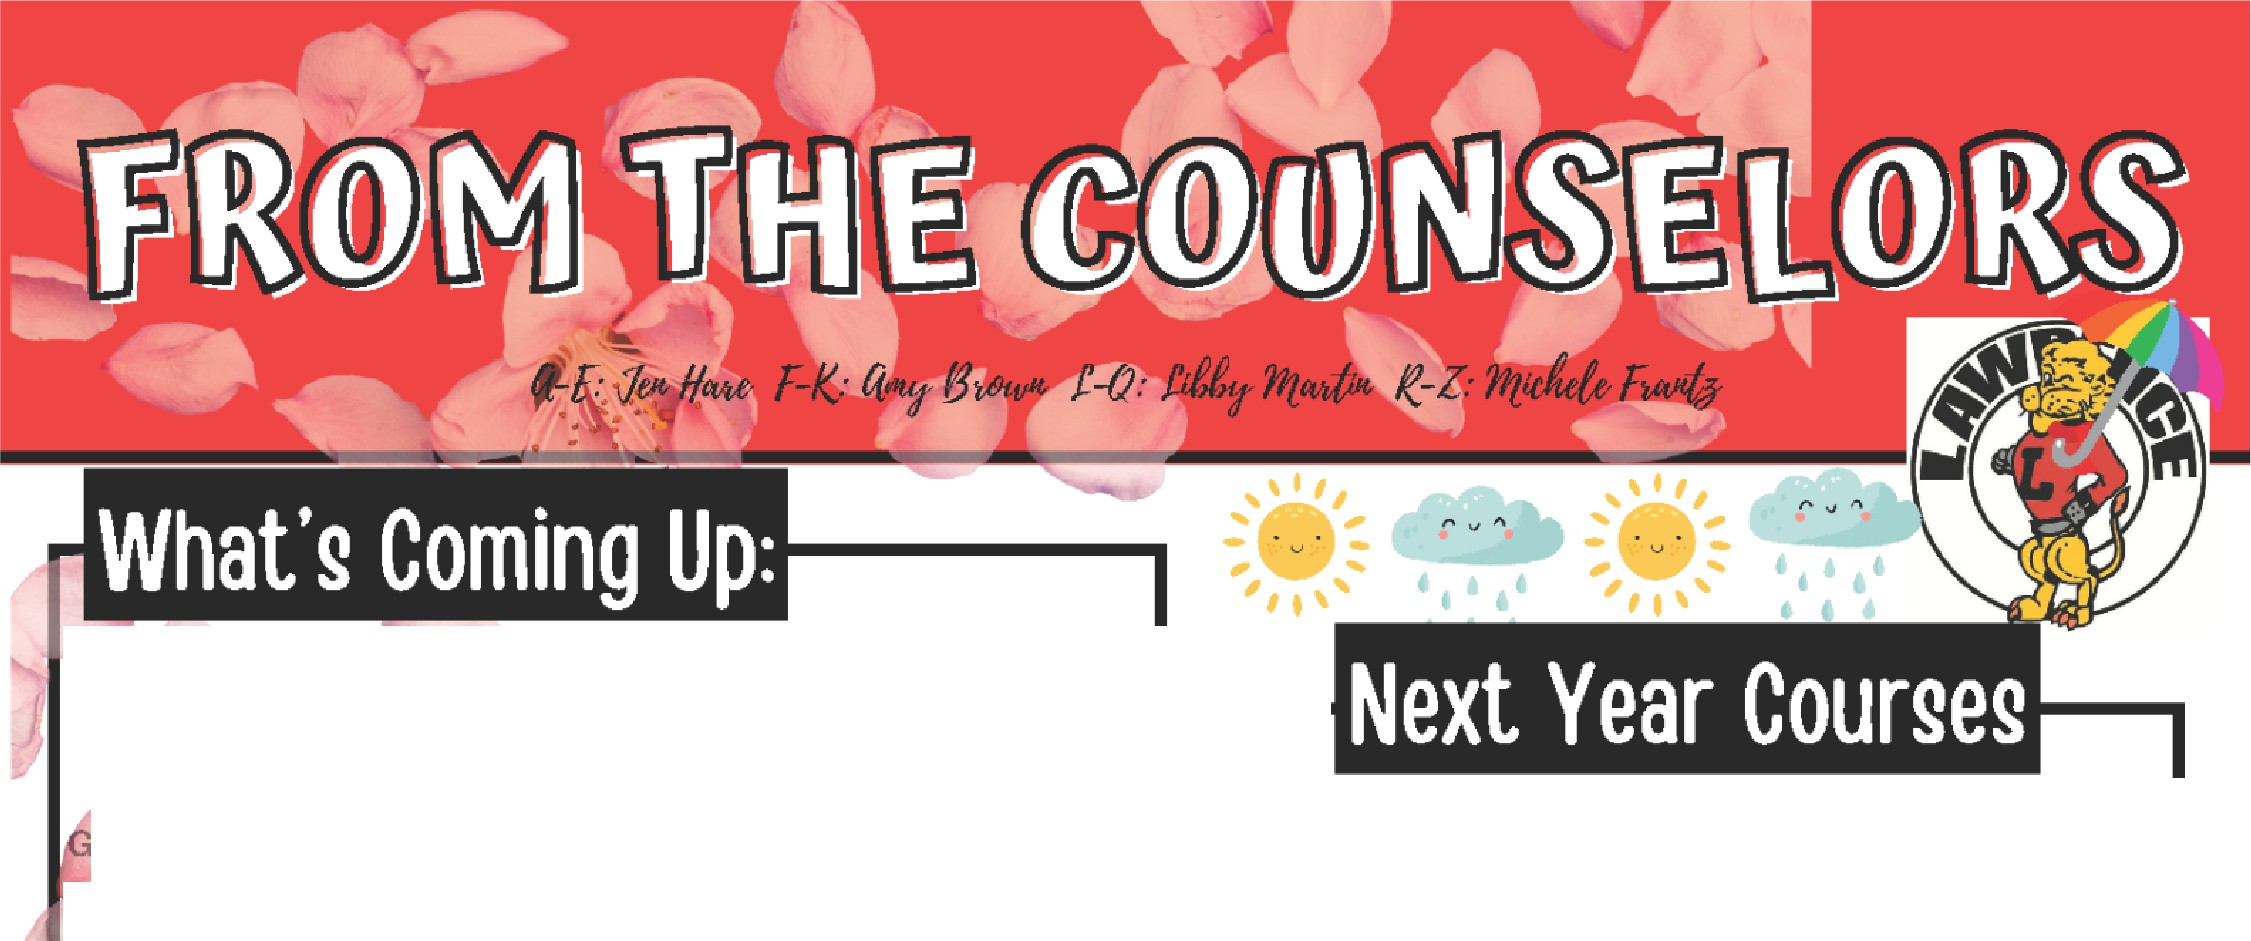 FROM THE COUNSELORS
A-E: Jen Hare F-K: Amy Brown L-Q: Libby Martin R-Z: Michele Frantz
What's Coming Up:
Next Year Courses
G